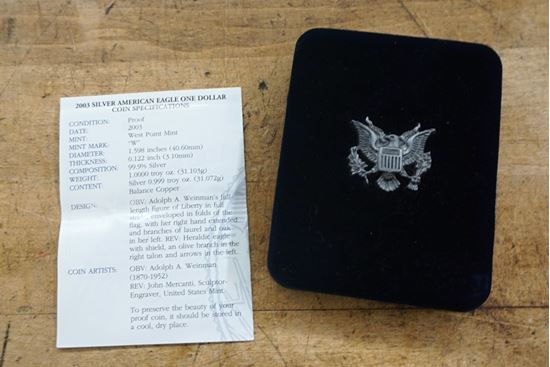 2003 SILVER AMERICAN EAGLE ONE DOLLAR
COIN SPECIFICATIONS
CONDITION: Proof
DATE: 2003
MINT: West Point Mint
MINT MARK: "W"
DIAMETER: 1.598 inches (40.60mm)
THICKNESS: 0.122 inch (3.10mm)
COMPOSITION: 99.9% Silver
WEIGHT: 1.0000 troy oz. (31.103g)
CONTENT: Silver 0.999 troy oz. (31.072g)
Balance Copper
DESIGN: OBV: Adolph A. Weinman's full
length figure of Liberty in full
stride, enveloped in folds of the
flag, with her right hand extended
and branches of laurel and oak
in her left. REV: Heraldic eagle
with shield, an olive branch in the
right talon and arrows in the left.
COIN ARTISTS: OBV: Adolph A. Weinman
(1870-1952)
REV: John Mercanti, Sculptor-
Engraver, United States Mint.
To preserve the beauty of your
proof coin, it should be stored in
a cool, dry place.